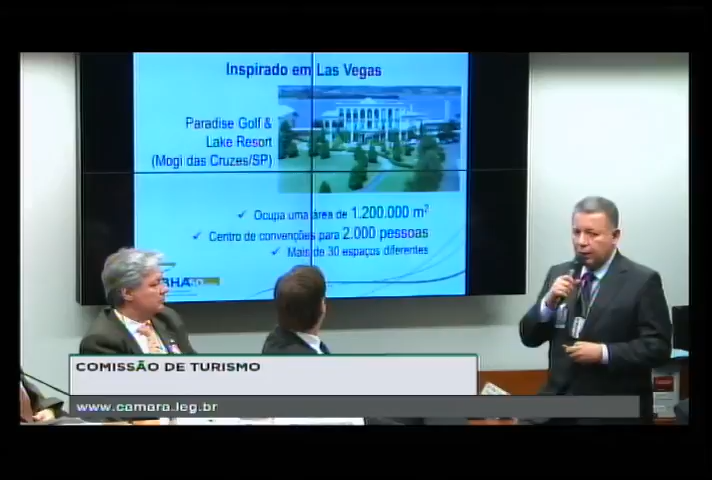 Inspirado em Las Vegas
Paradise Golf &
Lake Resort
(Mogi das Cruzes/SP)
✓ Ocupa uma área de 1.200.000 m²
✓ Centro de convenções para 2.000 pessoas
✓ Mais de 30 espaços diferentes
COMISSÃO DE TURISMO
www.camara.leg.br